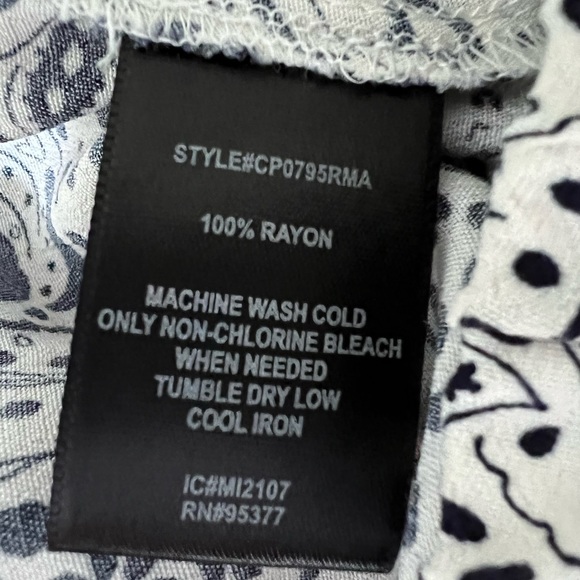 STYLE#CP0795RMA
100% RAYON
MACHINE WASH COLD
ONLY NON-CHLORINE BLEACH
WHEN NEEDED
TUMBLE DRY LOW
COOL IRON
IC#MI2107
RN#95377